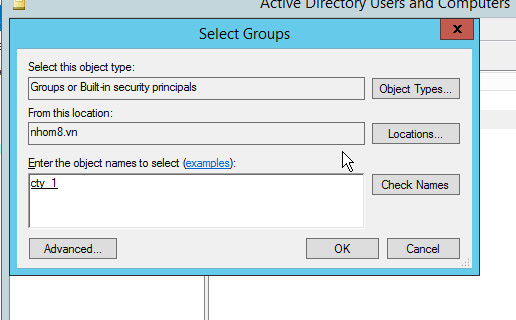 Active Directory Users and Computers
Select Groups
x
Select this object type:
Groups or Built-in security principals
Object Types...
From this location:
nhom8.vn
Locations...
Enter the object names to select (examples):
cty_1
Check Names
Advanced...
OK
Cancel